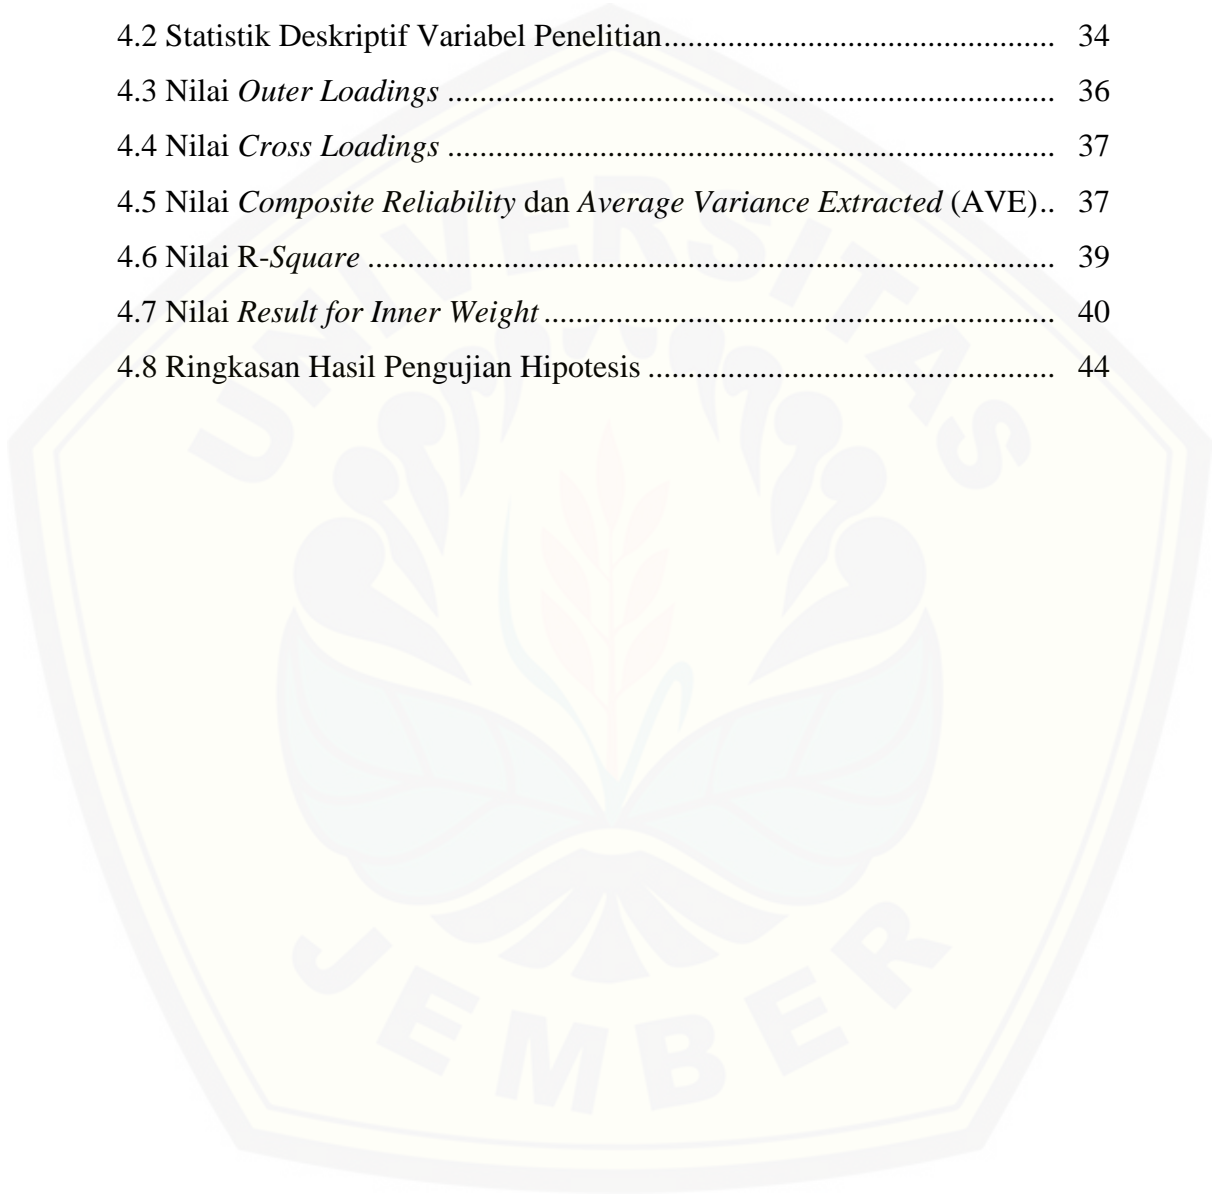 4.2 Statistik Deskriptif Variabel Penelitian........................................................ 34
4.3 Nilai Outer Loadings ................................................................................... 36
4.4 Nilai Cross Loadings ................................................................................... 37
4.5 Nilai Composite Reliability dan Average Variance Extracted (AVE).. 37
4.6 Nilai R-Square .............................................................................................. 39
4.7 Nilai Result for Inner Weight ...................................................................... 40
4.8 Ringkasan Hasil Pengujian Hipotesis ........................................................ 44
UNIVERSITAS
JEMBER